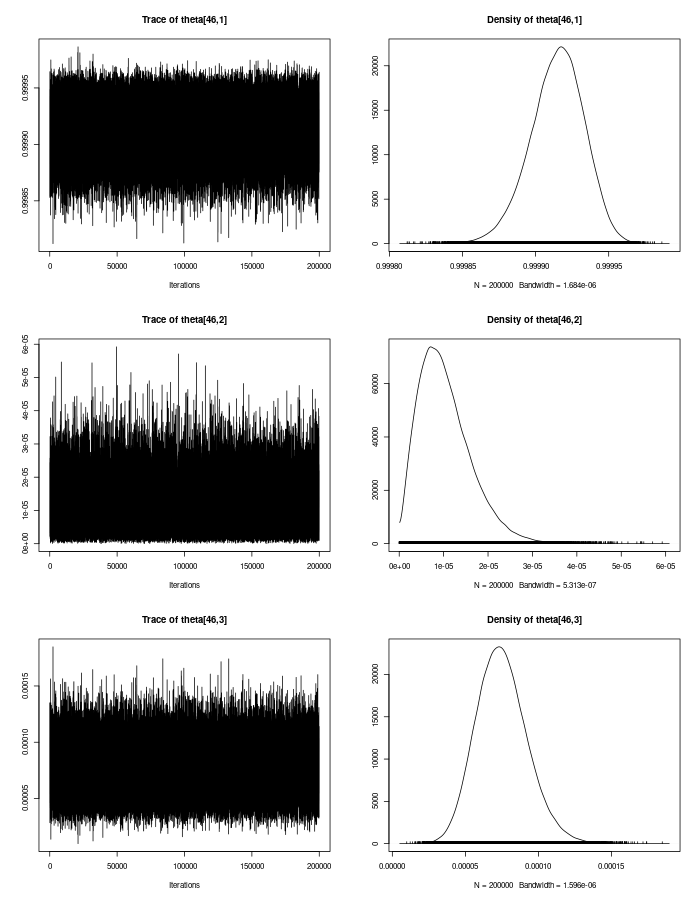 Trace of theta[46,1]
0.99985 0.99990 0.99995
0 50000 100000 150000 200000
Iterations
Density of theta[46,1]
0 5000 10000 15000 20000
0.99980 0.99985 0.99990 0.99995
N = 200000 Bandwidth = 1.684e-06
Trace of theta[46,2]
0e+00 1e-05 2e-05 3e-05 4e-05 5e-05 6e-05
0 50000 100000 150000 200000
Iterations
Density of theta[46,2]
0 20000 40000 60000
0e+00 1e-05 2e-05 3e-05 4e-05 5e-05 6e-05
N = 200000 Bandwidth = 5.313e-07
Trace of theta[46,3]
0.00005 0.00010 0.00015
0 50000 100000 150000 200000
Iterations
Density of theta[46,3]
0 5000 10000 15000 20000
0.00000 0.00005 0.00010 0.00015
N = 200000 Bandwidth = 1.596e-06